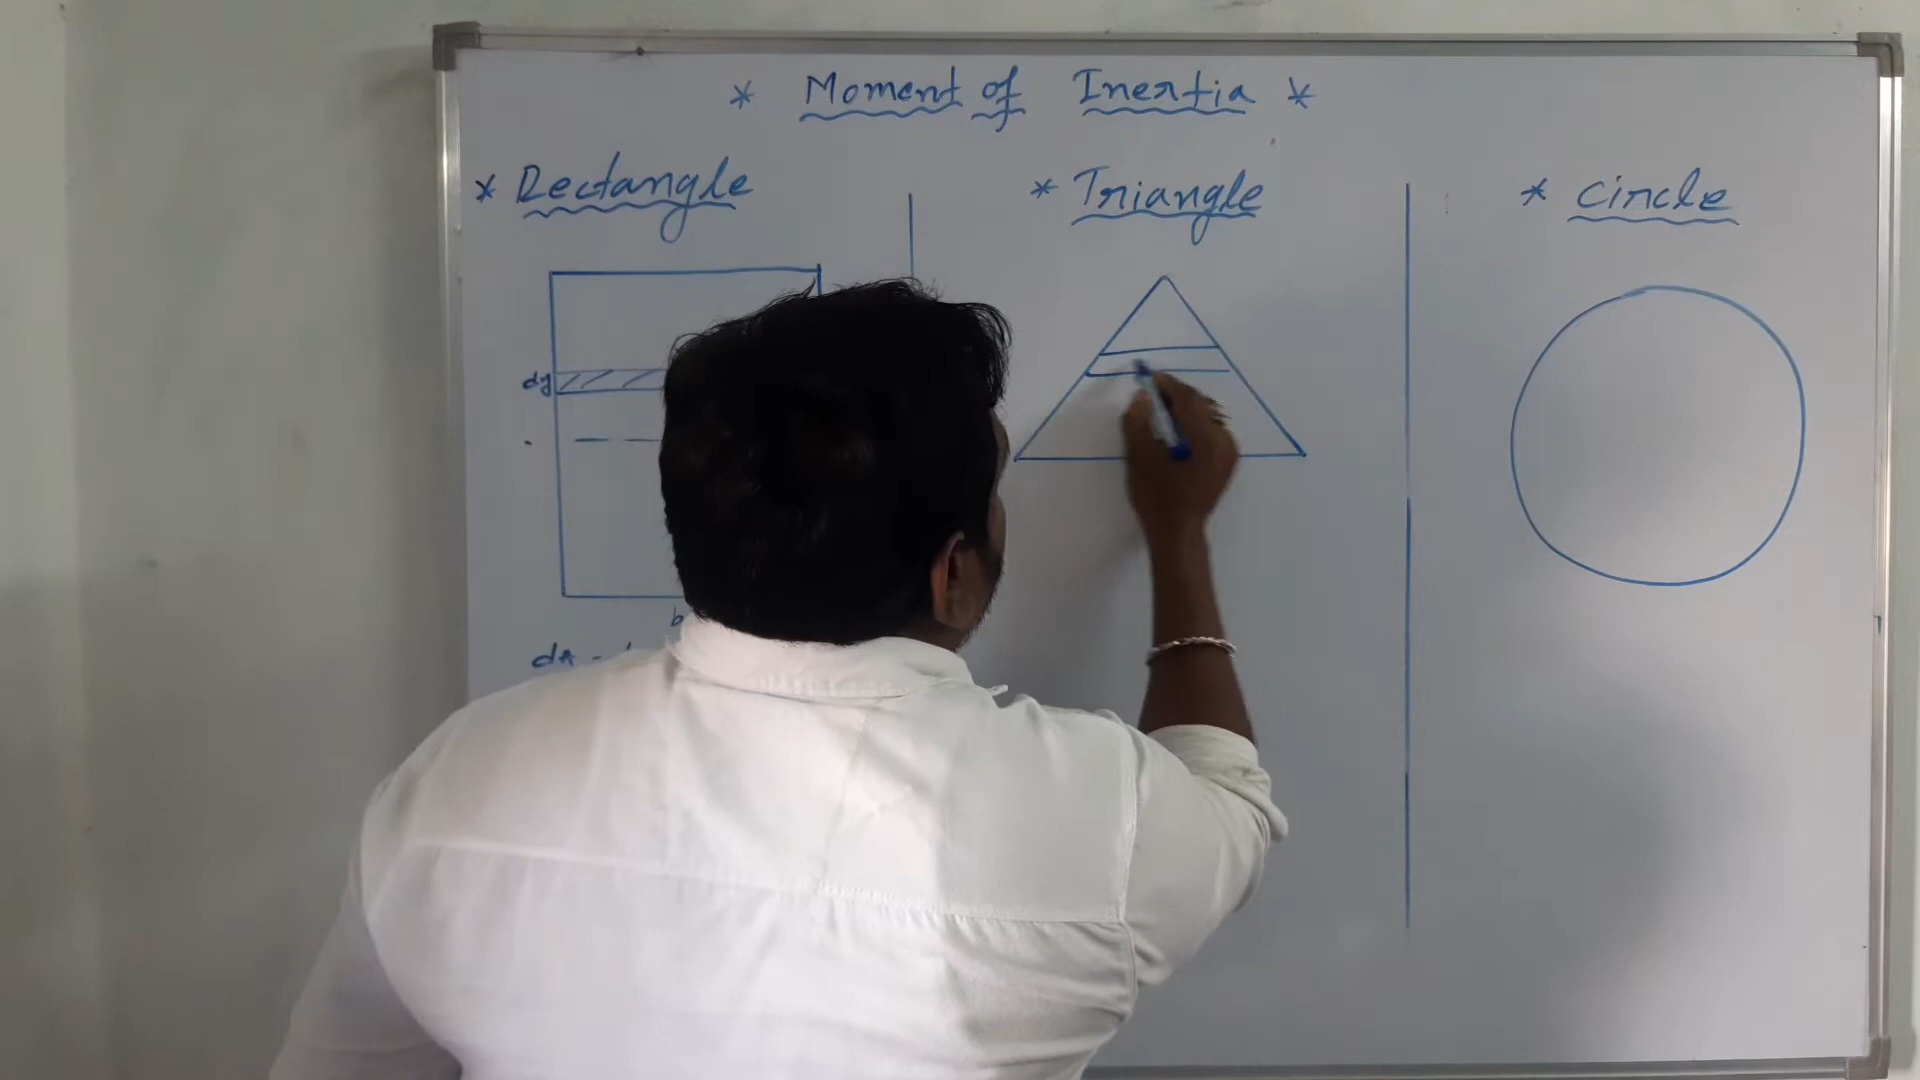 * Moment of Inertia *
* Rectangle
* Triangle
* Circle
dy
b
dA =